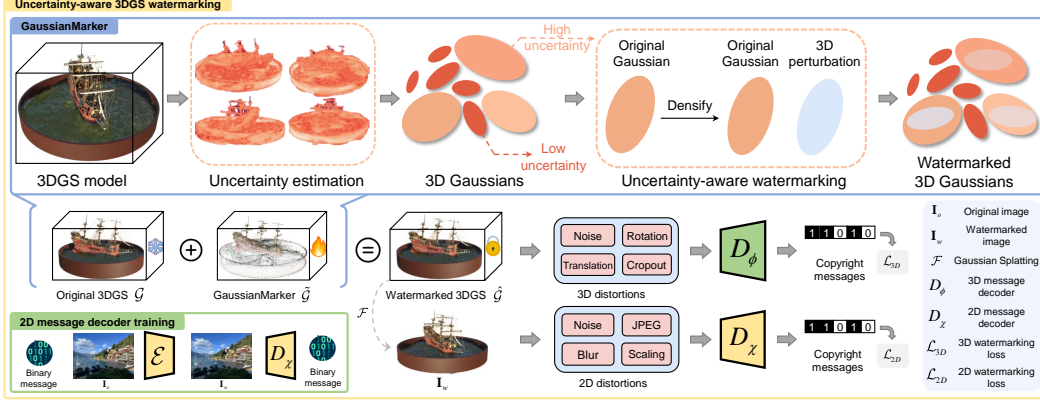 Uncertainty-aware 3DGS watermarking
GaussianMarker
High
uncertainty
Low
uncertainty
Original
Gaussian
Densify
Original
Gaussian
3D
perturbation
3DGS model
Uncertainty estimation
3D Gaussians
Uncertainty-aware watermarking
Watermarked
3D Gaussians
Original 3DGS 𝒢
+
GaussianMarker 𝒢̃
=
Watermarked 3DGS 𝒢̂
Noise
Rotation
Translation
Cropout
3D distortions
D_ϕ
1 1 0 1 0
Copyright
messages
ℒ_3D
ℱ
I_w
Noise
JPEG
Blur
Scaling
2D distortions
D_χ
1 1 0 1 0
Copyright
messages
ℒ_2D
2D message decoder training
Binary
message
I_o
ℰ
I_w
D_χ
Binary
message
I_o Original image
I_w Watermarked
image
ℱ Gaussian Splatting
D_ϕ 3D message
decoder
D_χ 2D message
decoder
ℒ_3D 3D watermarking
loss
ℒ_2D 2D watermarking
loss